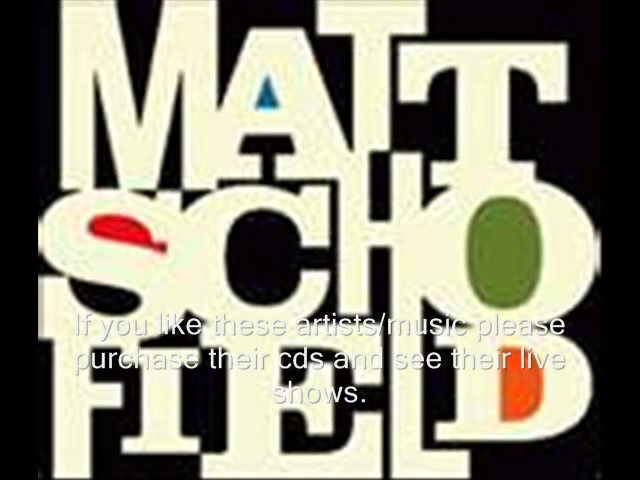 MATT
SCHO
FIELD
If you like these artists/music please
purchase their cds and see their live
shows.